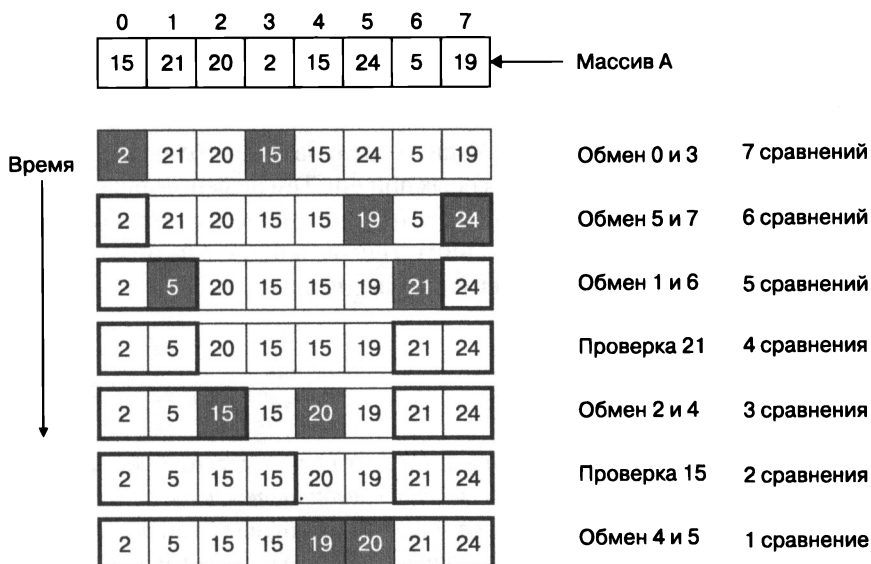 0 1 2 3 4 5 6 7
15 21 20 2 15 24 5 19 Массив A
Время
2 21 20 15 15 24 5 19 Обмен 0 и 3 7 сравнений
2 21 20 15 15 19 5 24 Обмен 5 и 7 6 сравнений
2 5 20 15 15 19 21 24 Обмен 1 и 6 5 сравнений
2 5 20 15 15 19 21 24 Проверка 21 4 сравнения
2 5 15 15 20 19 21 24 Обмен 2 и 4 3 сравнения
2 5 15 15 20 19 21 24 Проверка 15 2 сравнения
2 5 15 15 19 20 21 24 Обмен 4 и 5 1 сравнение